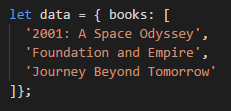 let data = { books: [
  '2001: A Space Odyssey',
  'Foundation and Empire',
  'Journey Beyond Tomorrow'
]};